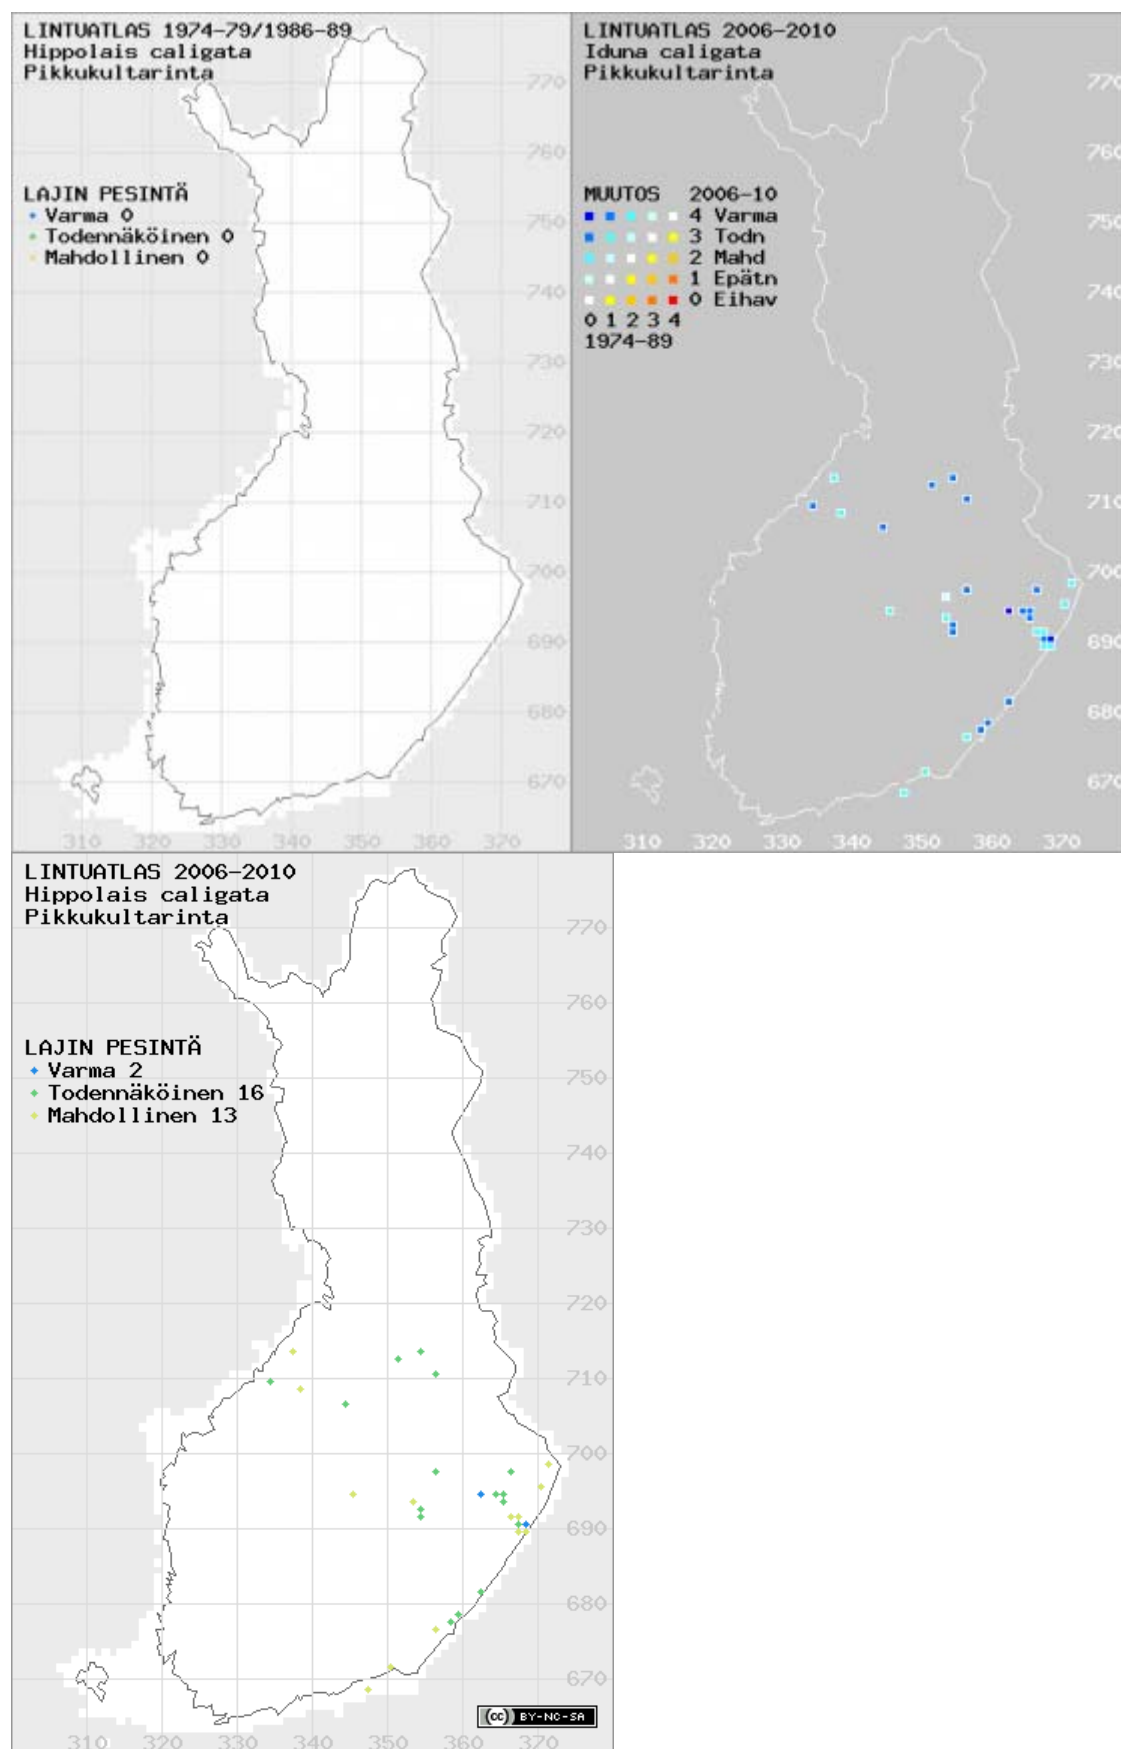 LINTUATLAS 1974-79/1986-89
Hippolais caligata
Pikkukultarinta
770
760
LAJIN PESINTÄ
Varma 0
Todennäköinen 0
Mahdollinen 0
750
740
730
720
710
700
690
680
670
310 320 330 340 350 360 370
LINTUATLAS 2006-2010
Iduna caligata
Pikkukultarinta
770
760
MUUTOS 2006-10
4 Varma
3 Todn
2 Mahd
1 Epätn
0 Eihav
0 1 2 3 4
1974-89
750
740
730
720
710
700
690
680
670
310 320 330 340 350 360 370
LINTUATLAS 2006-2010
Hippolais caligata
Pikkukultarinta
770
760
LAJIN PESINTÄ
Varma 2
Todennäköinen 16
Mahdollinen 13
750
740
730
720
710
700
690
680
670
310 320 330 340 350 360 370
cc BY-NC-SA